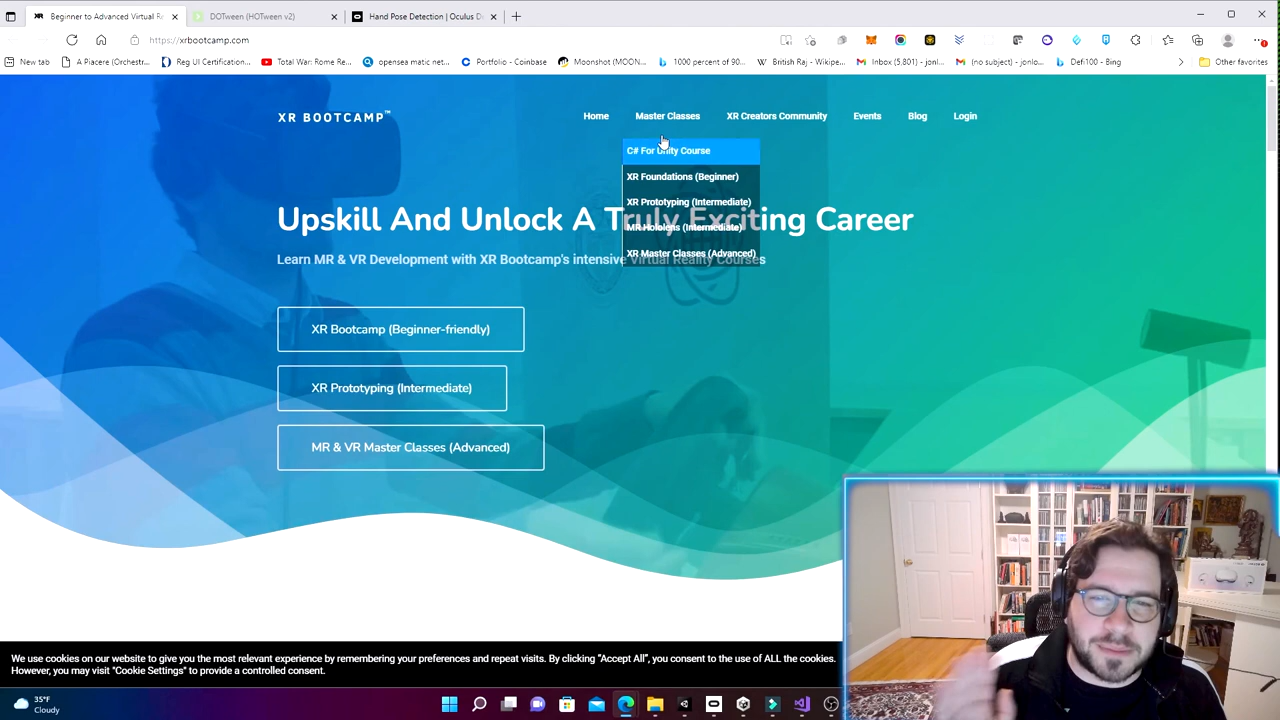 Beginner to Advanced Virtual Re
DOTween (HOTween v2)
Hand Pose Detection | Oculus De
https://xrbootcamp.com
New tab
A Piacere (Orchestr...
Reg UI Certification...
Total War: Rome Re...
opensea matic net...
Portfolio - Coinbase
Moonshot (MOON...
1000 percent of 90...
British Raj - Wikipe...
Inbox (5,801) - jonl...
(no subject) - jonlo...
Defi100 - Bing
Other favorites
XR BOOTCAMP™
Home
Master Classes
XR Creators Community
Events
Blog
Login
C# For Unity Course
XR Foundations (Beginner)
XR Prototyping (Intermediate)
MR Hololens (Intermediate)
XR Master Classes (Advanced)
Upskill And Unlock A Truly Exciting Career
Learn MR & VR Development with XR Bootcamp's intensive Virtual Reality Courses
XR Bootcamp (Beginner-friendly)
XR Prototyping (Intermediate)
MR & VR Master Classes (Advanced)
We use cookies on our website to give you the most relevant experience by remembering your preferences and repeat visits. By clicking "Accept All", you consent to the use of ALL the cookies.
However, you may visit "Cookie Settings" to provide a controlled consent.
35°F
Cloudy